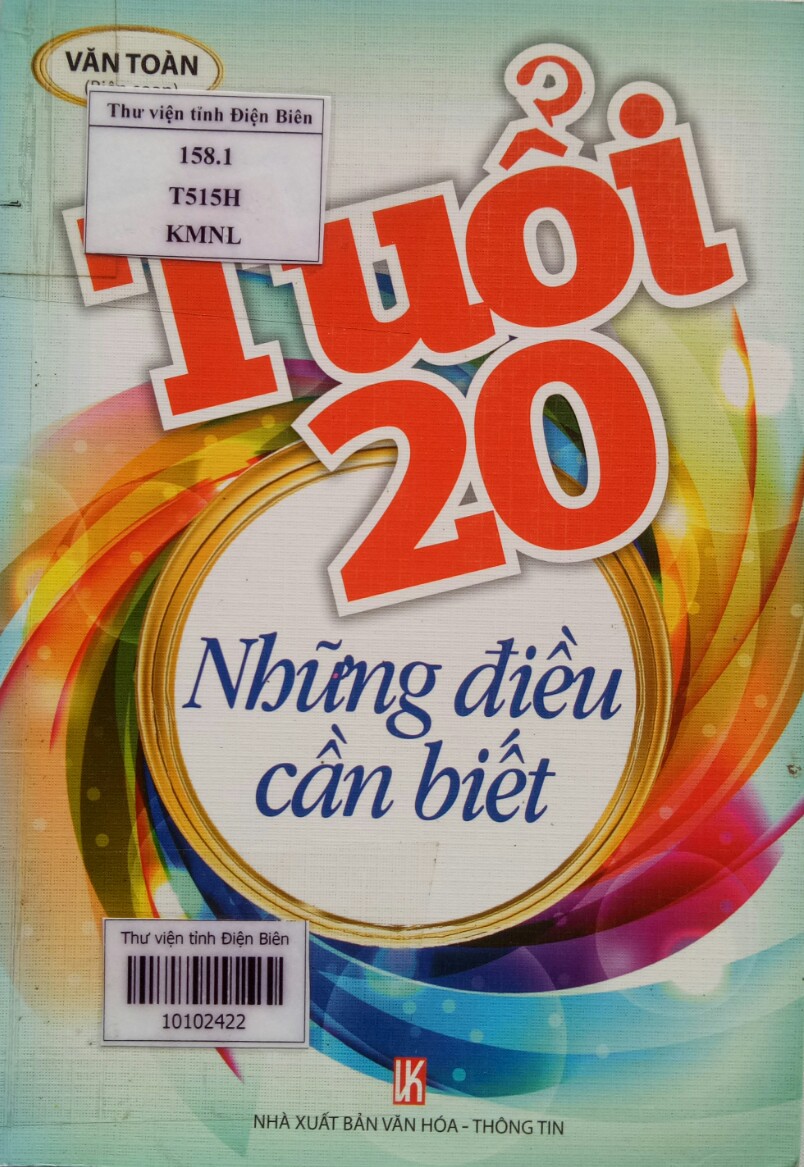 VĂN TOÀN
Thư viện tỉnh Điện Biên
158.1
T515H
KMNL
Tuổi
20
Những điều
cần biết
Thư viện tỉnh Điện Biên
10102422
VK
NHÀ XUẤT BẢN VĂN HÓA - THÔNG TIN